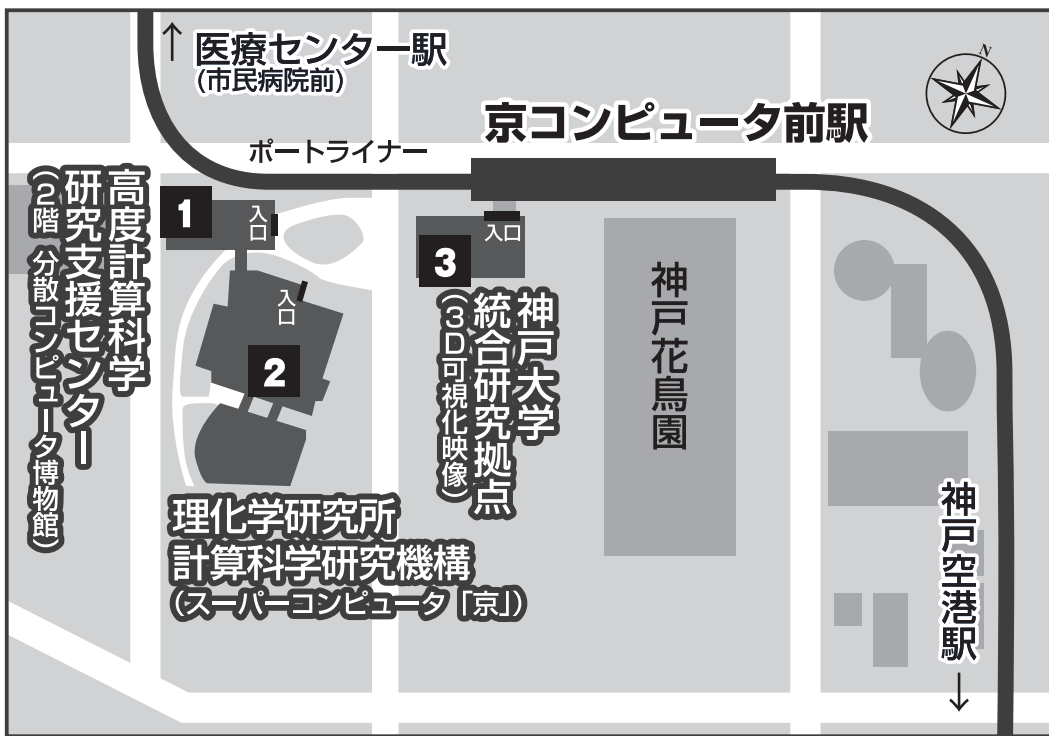 医療センター駅
(市民病院前)
N
京コンピュータ前駅
ポートライナー
1
入口
高度計算科学
研究支援センター
(2階 分散コンピュータ博物館)
入口
2
理化学研究所
計算科学研究機構
(スーパーコンピュータ「京」)
入口
3
神戸大学
統合研究拠点
(3D可視化映像)
神戸花鳥園
神戸空港駅